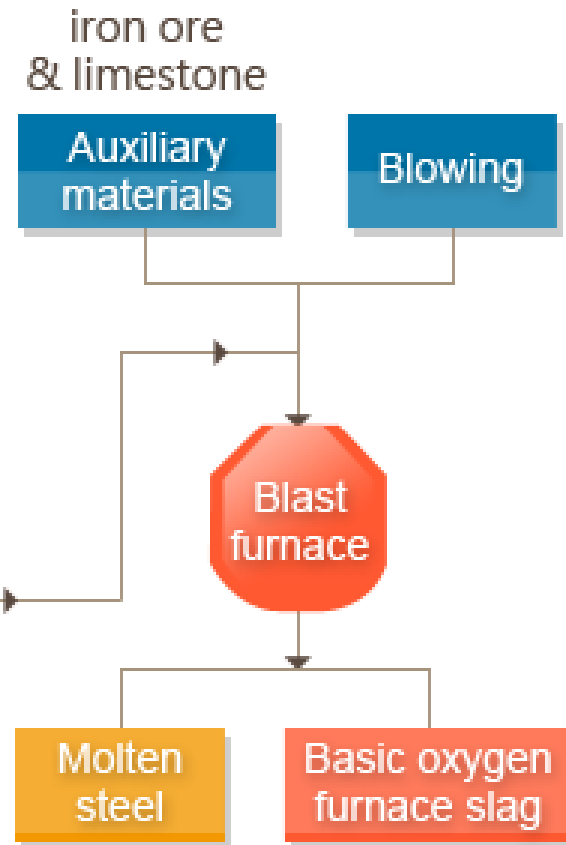 iron ore
& limestone
Auxiliary
materials
Blowing
Blast
furnace
Molten
steel
Basic oxygen
furnace slag